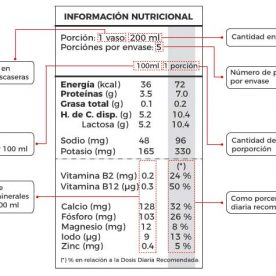 INFORMACIÓN NUTRICIONAL
Porción: 1 vaso 200 ml
Porciónes por envase: 5
100ml 1 porción
Energía (kcal) 36 72
Proteínas (g) 3.5 7.0
Grasa total (g) 0.1 0.2
H. de C. disp. (g) 5.2 10.4
Lactosa (g) 5.2 10.4
Sodio (mg) 48 96
Potasio (mg) 165 330
(*)
Vitamina B2 (mg) 0.2 24 %
Vitamina B12 (µg) 0.3 50 %
Calcio (mg) 128 32 %
Fósforo (mg) 103 26 %
Magnesio (mg) 12 8 %
Iodo (µg) 9 13 %
Zinc (mg) 0.4 5 %
(*) % en relación a la Dosis Diaria Recomendada.
en
scaseras
r 100 ml
e
minerales
00 ml
Cantidad en
Número de p
por envase
Cantidad de
porporción
Como porce
diaria recome